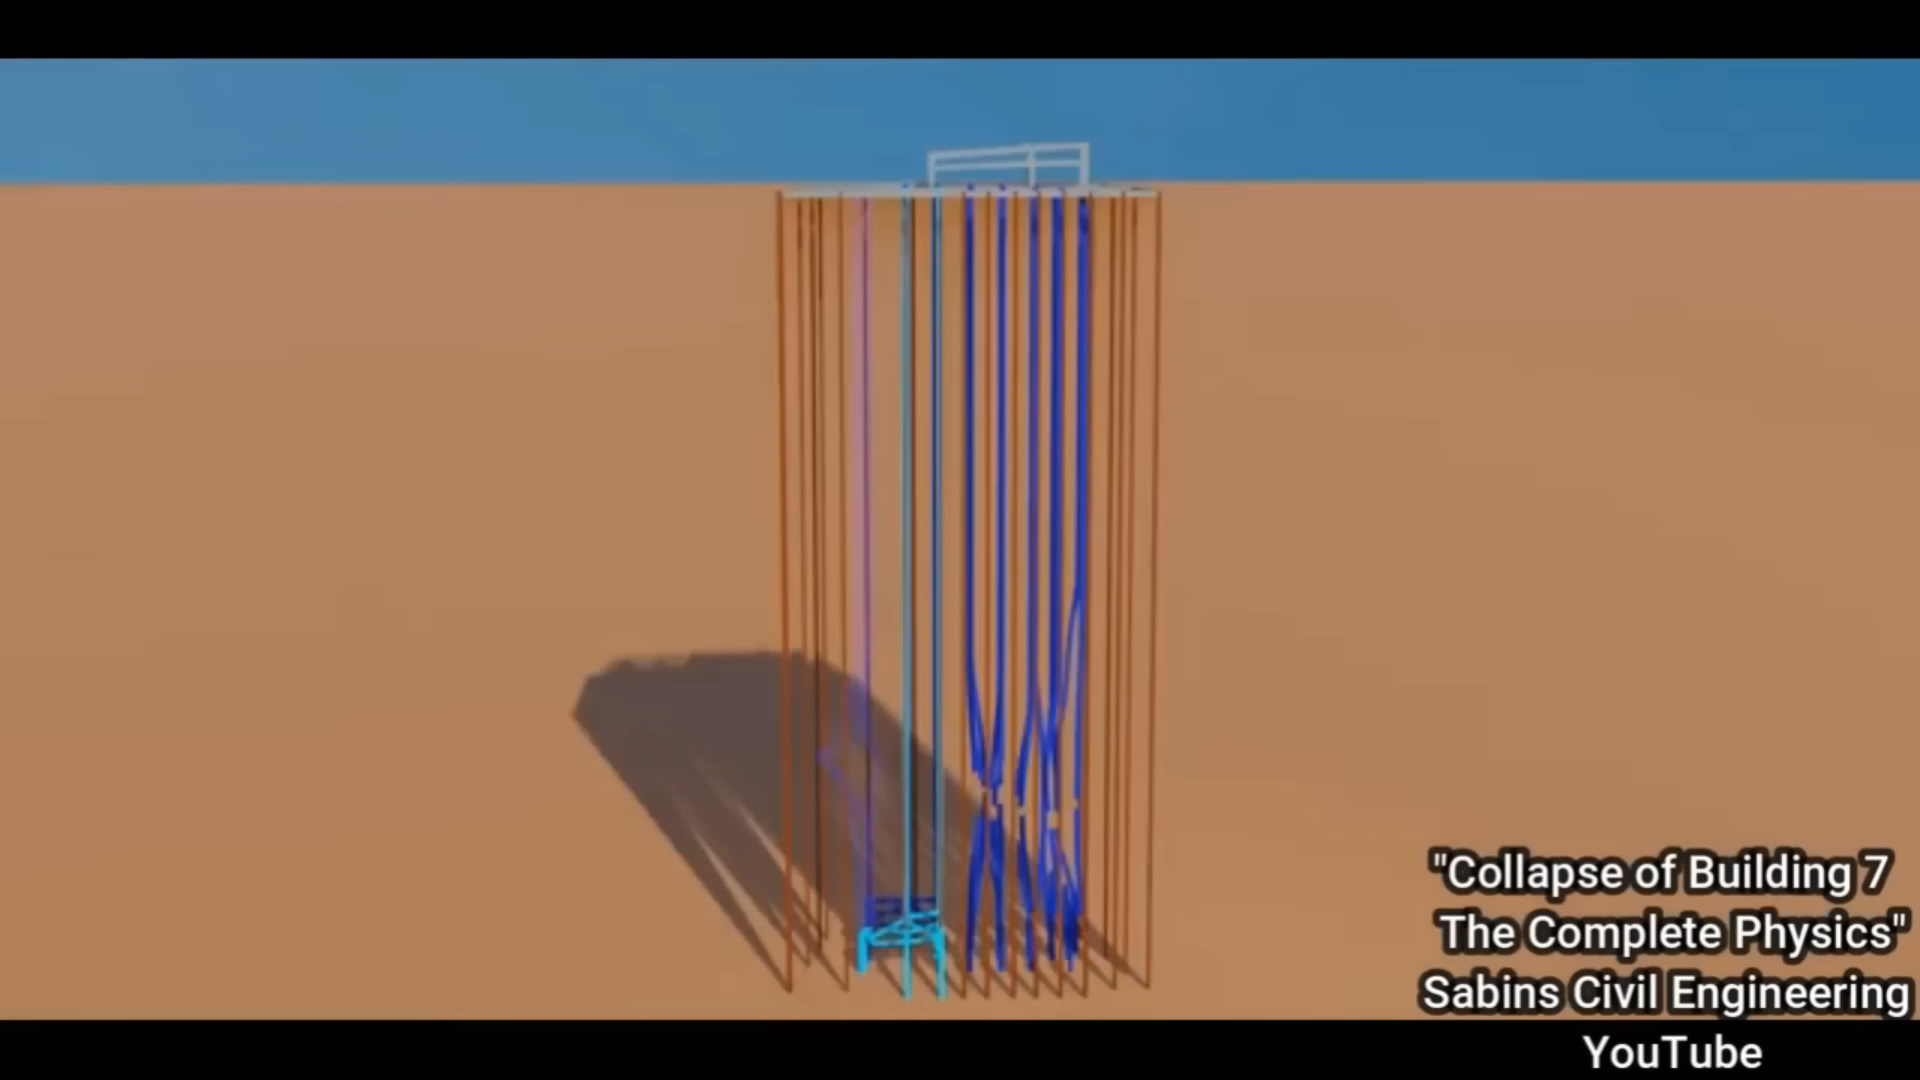 "Collapse of Building 7
The Complete Physics"
Sabins Civil Engineering
YouTube